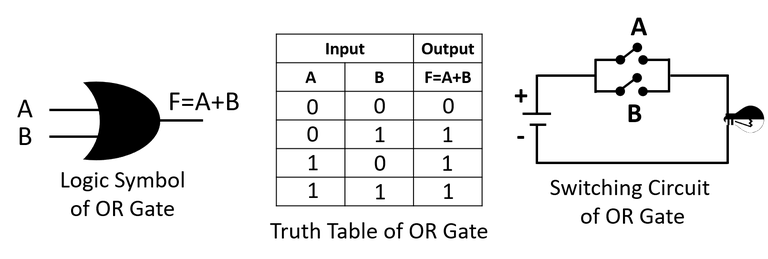 A
B
F=A+B
Logic Symbol
of OR Gate
Input Output
A B F=A+B
0 0 0
0 1 1
1 0 1
1 1 1
Truth Table of OR Gate
A
B
+
-
Switching Circuit
of OR Gate